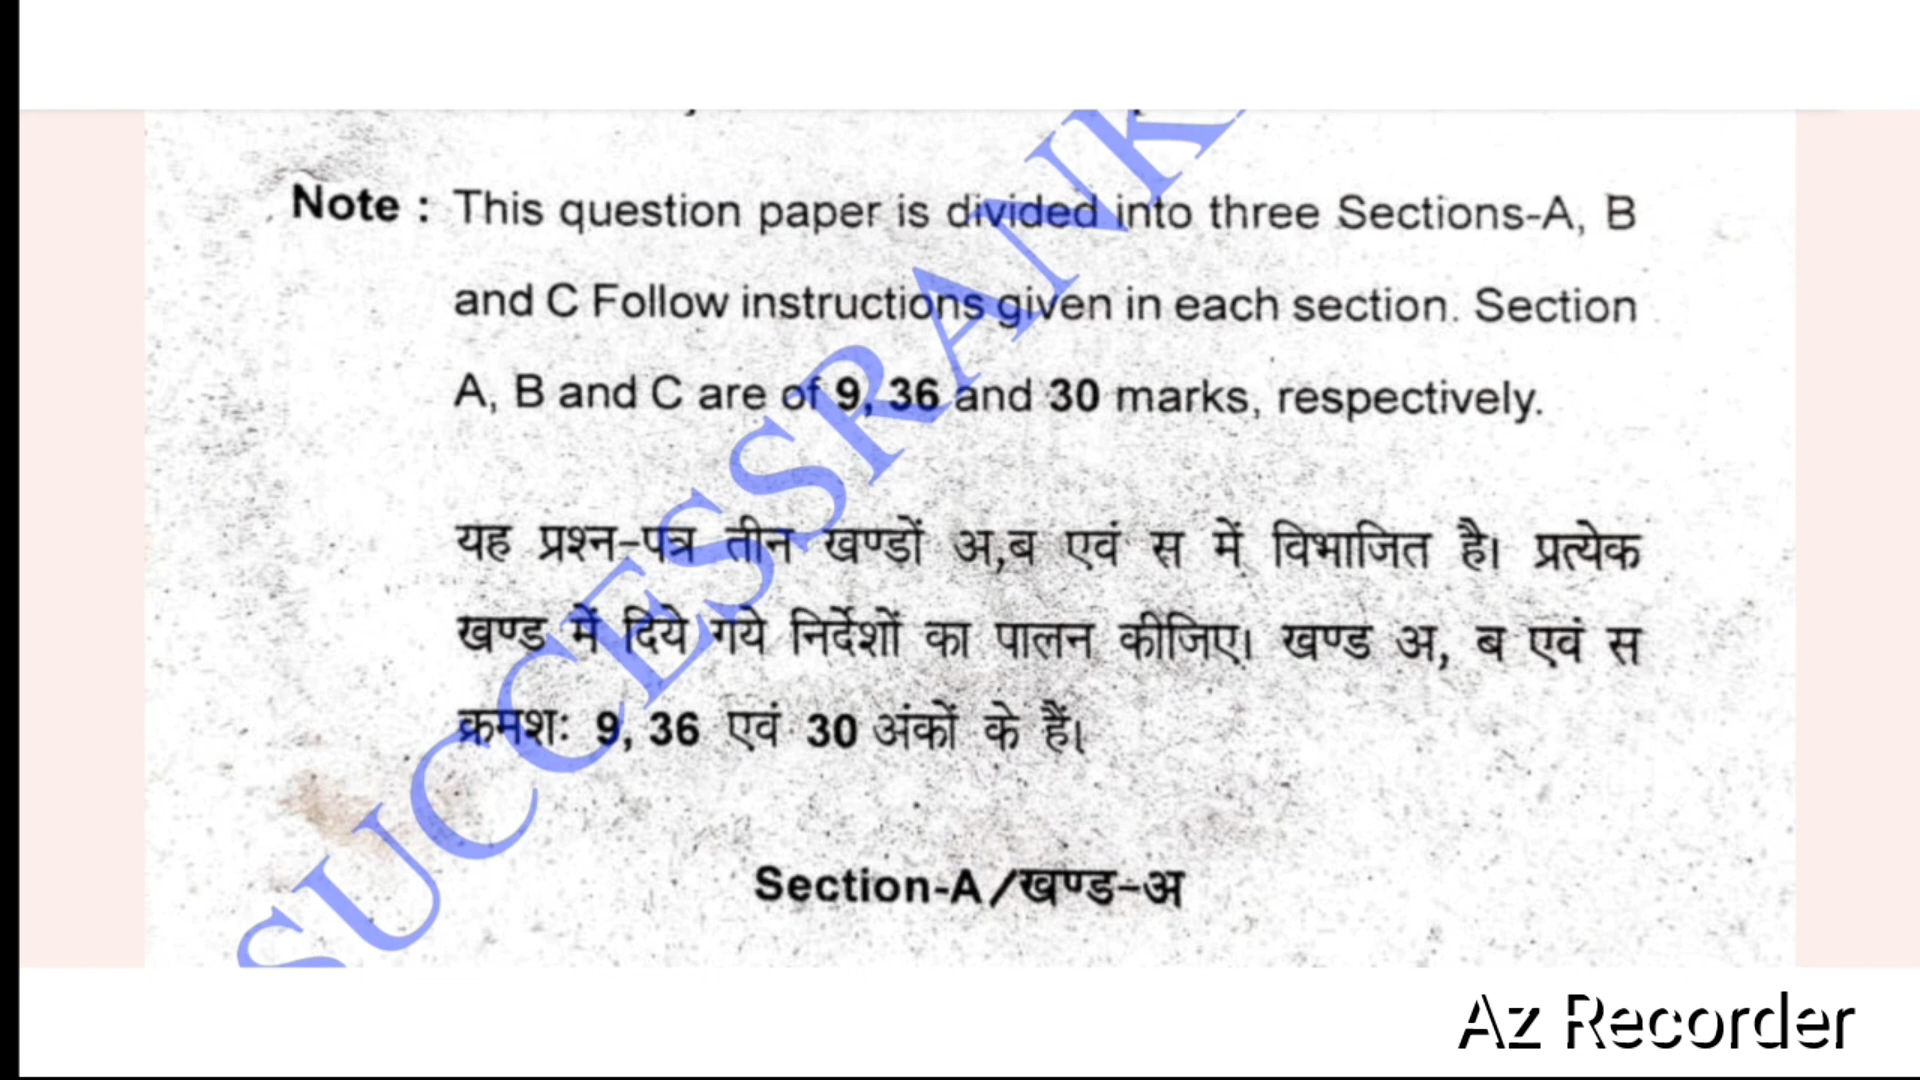 Note : This question paper is divided into three Sections-A, B
and C Follow instructions given in each section. Section
A, B and C are of 9, 36 and 30 marks, respectively.
यह प्रश्न-पत्र तीन खण्डों अ,ब एवं स में विभाजित है। प्रत्येक
खण्ड में दिये गये निर्देशों का पालन कीजिए। खण्ड अ, ब एवं स
क्रमशः 9, 36 एवं 30 अंकों के हैं।
Section-A/खण्ड-अ
SUCCESSRANK
Az Recorder